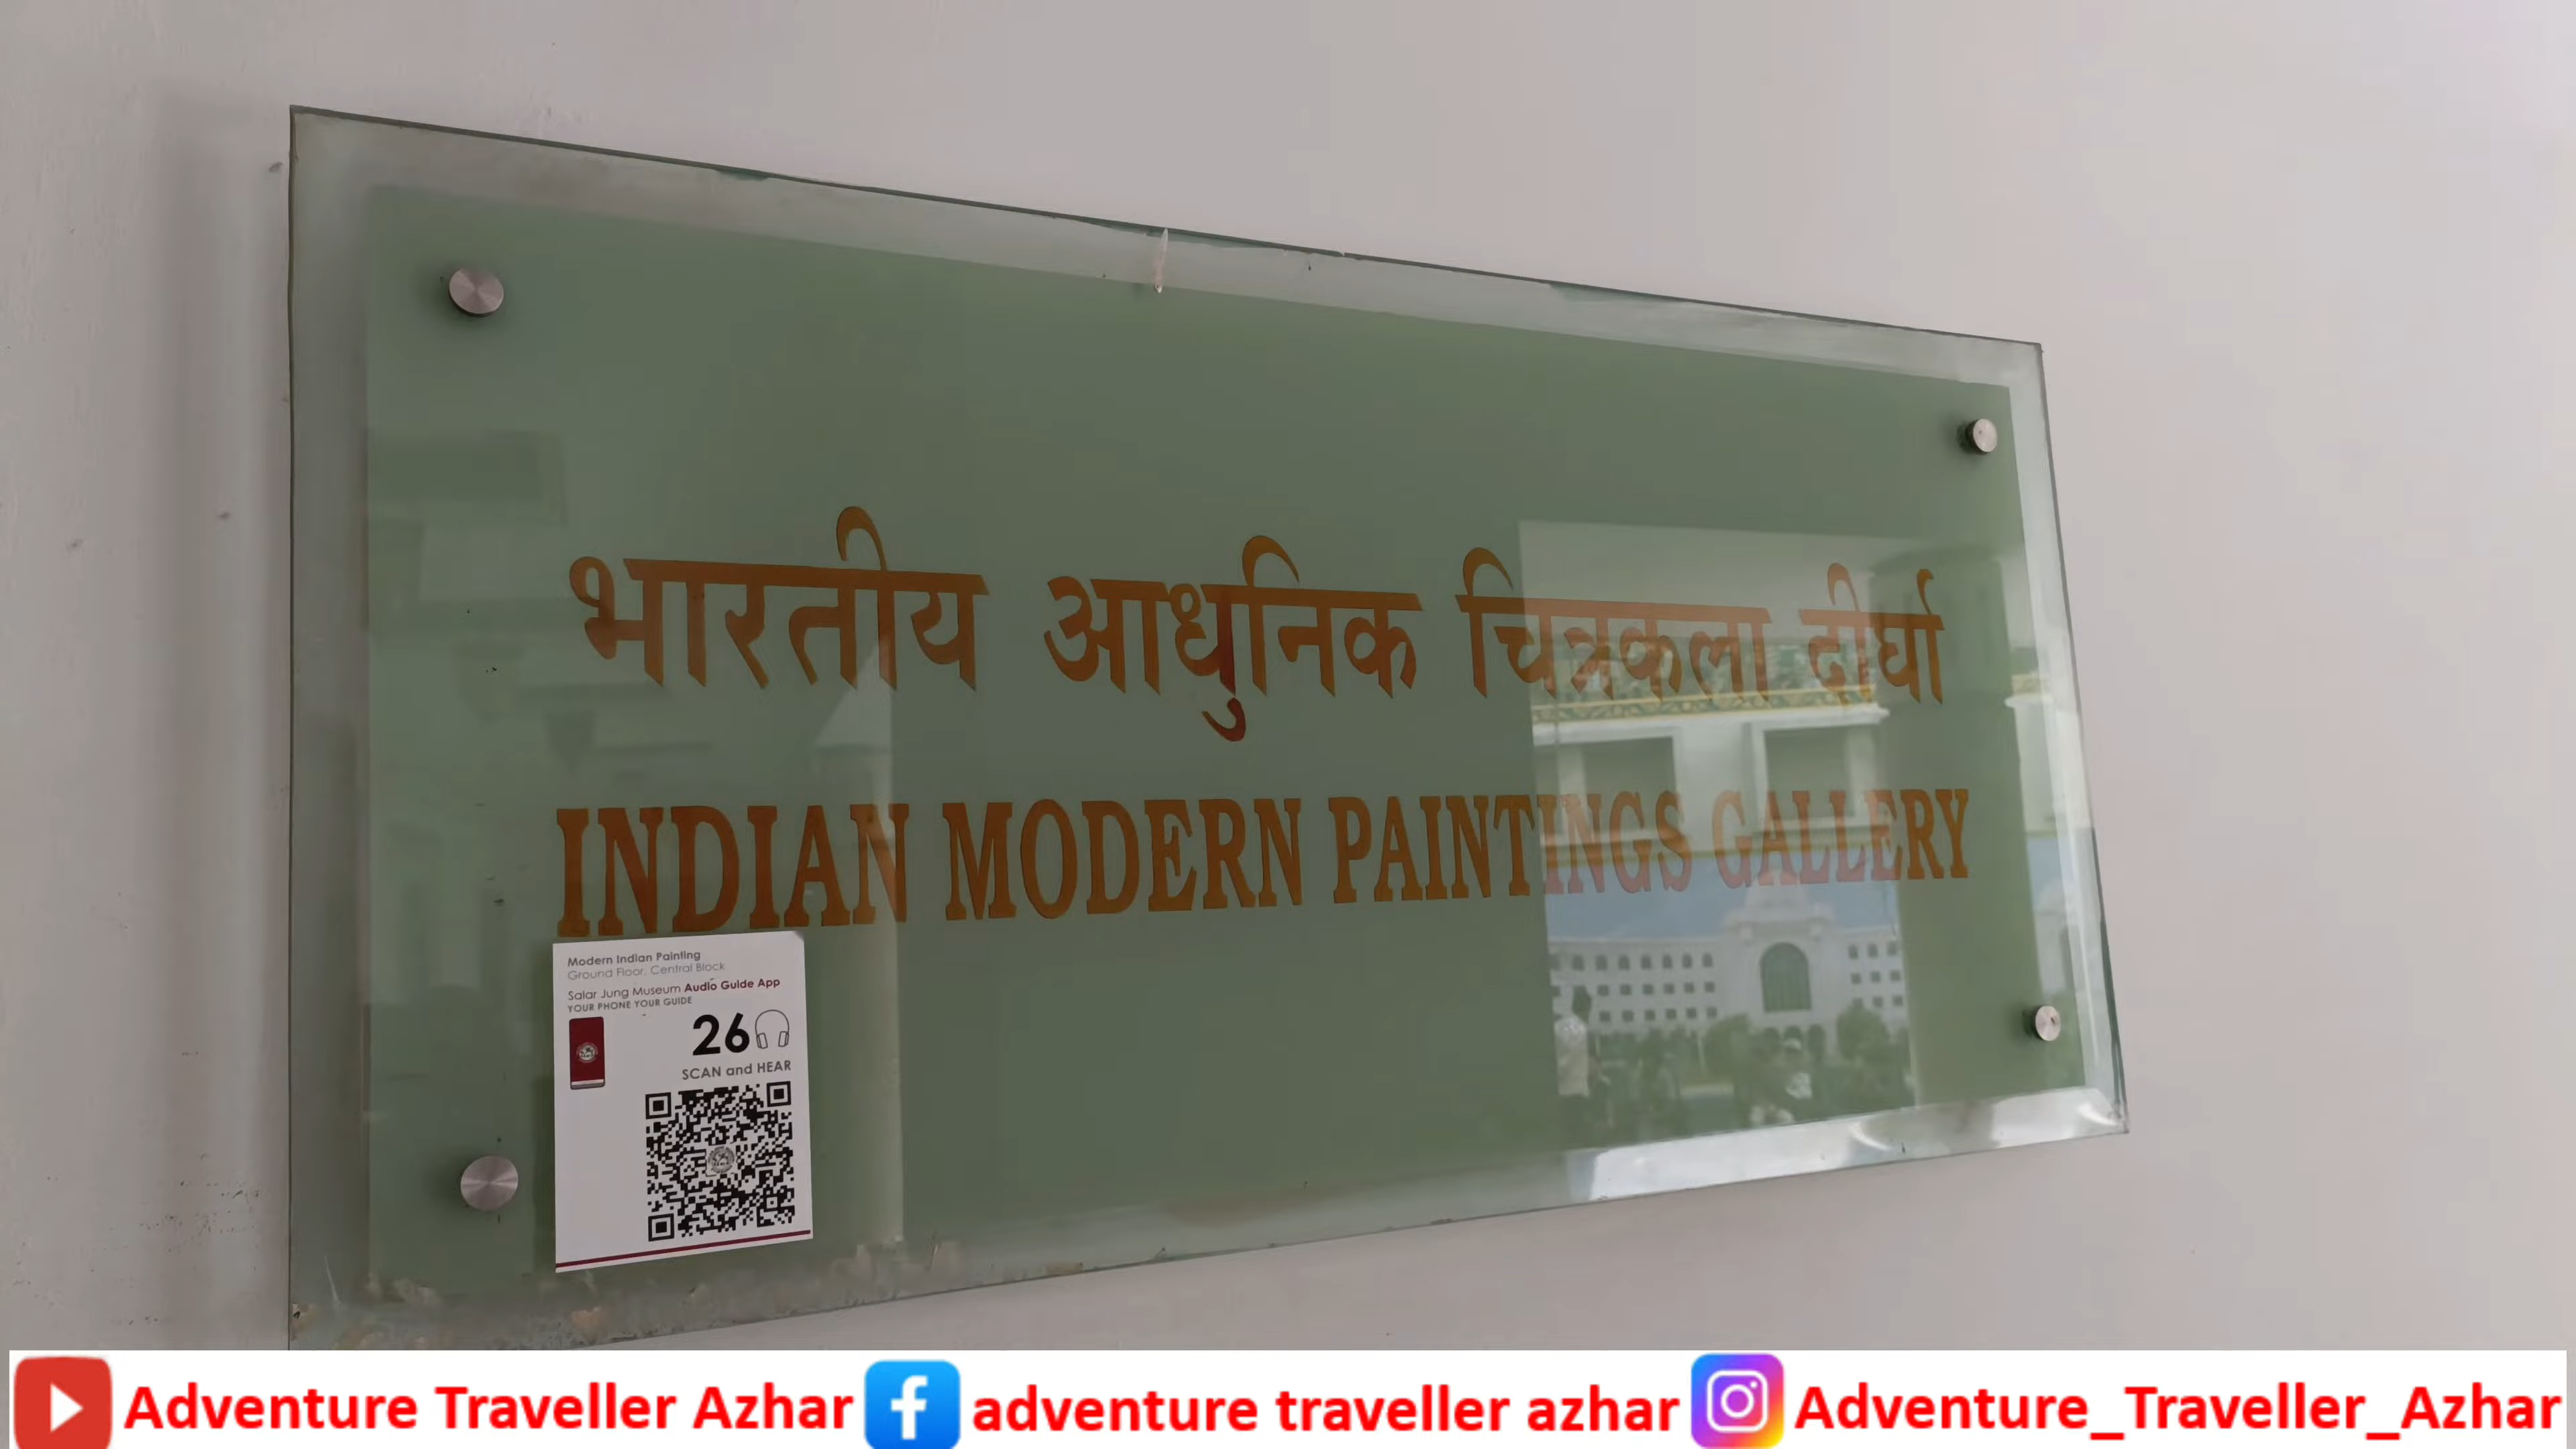 भारतीय आधुनिक चित्रकला दीर्घा
INDIAN MODERN PAINTINGS GALLERY
Modern Indian Painting
Ground Floor, Central Block
Salar Jung Museum Audio Guide App
YOUR PHONE YOUR GUIDE
26
SCAN and HEAR
Adventure Traveller Azhar adventure traveller azhar Adventure_Traveller_Azhar